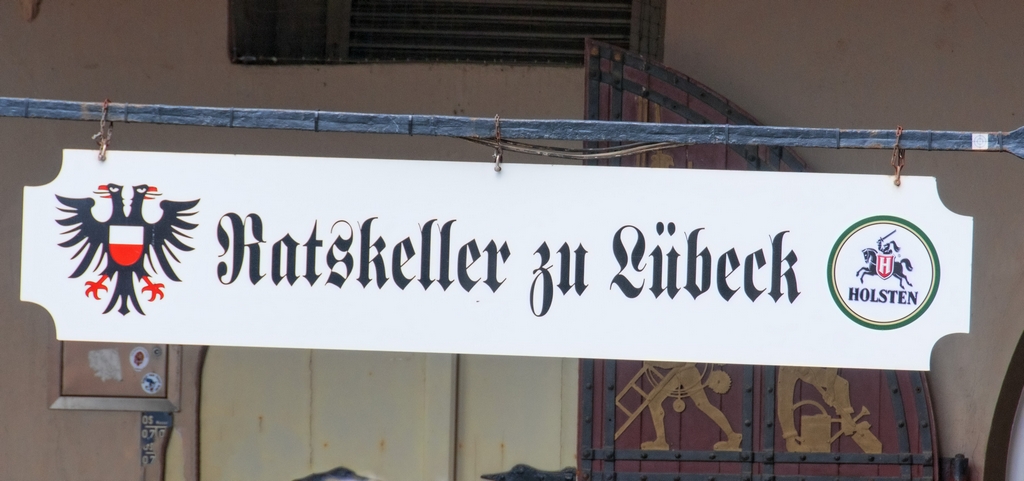 Ratskeller zu Lübeck
H
HOLSTEN